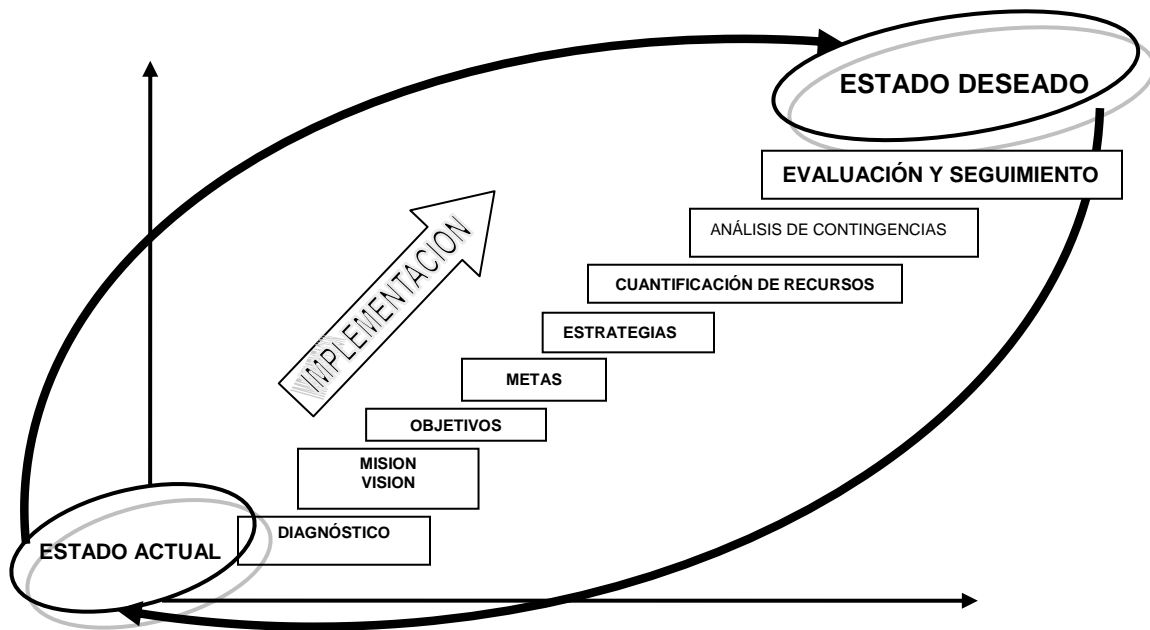 ESTADO DESEADO
EVALUACIÓN Y SEGUIMIENTO
ANÁLISIS DE CONTINGENCIAS
CUANTIFICACIÓN DE RECURSOS
ESTRATEGIAS
METAS
OBJETIVOS
MISION
VISION
DIAGNÓSTICO
ESTADO ACTUAL
IMPLEMENTACION